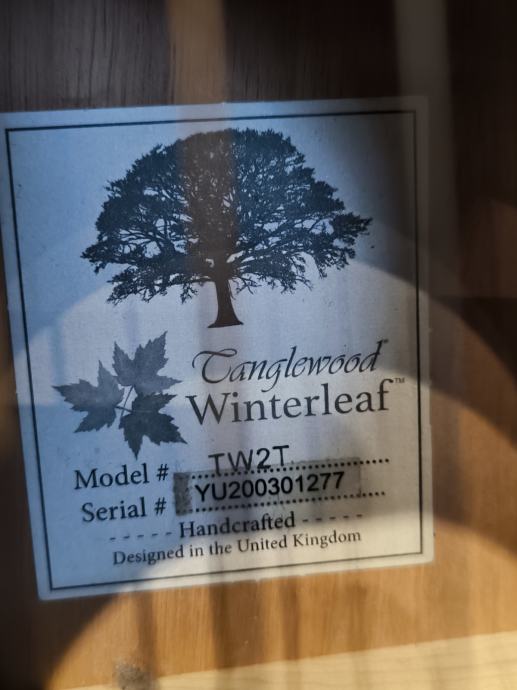 Tanglewood
Winterleaf™
Model # TW2T
Serial # YU200301277
- - - - - Handcrafted - - - - -
Designed in the United Kingdom